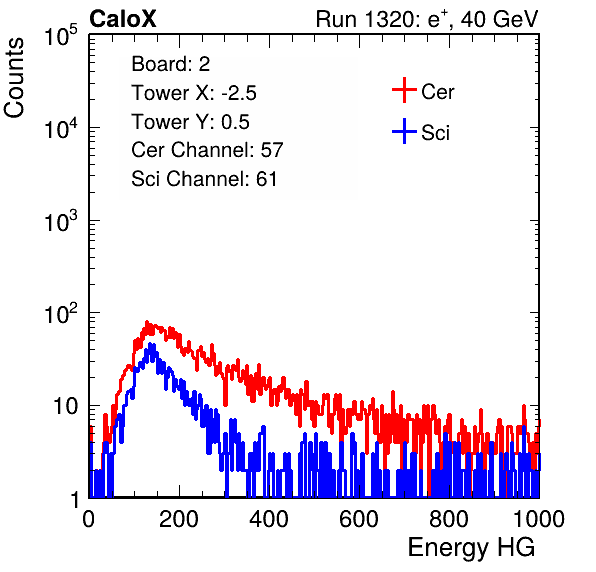 CaloX Run 1320: e⁺, 40 GeV
Counts
10⁵
10⁴
10³
10²
10
1
Board: 2
Tower X: -2.5
Tower Y: 0.5
Cer Channel: 57
Sci Channel: 61
Cer
Sci
0 200 400 600 800 1000
Energy HG